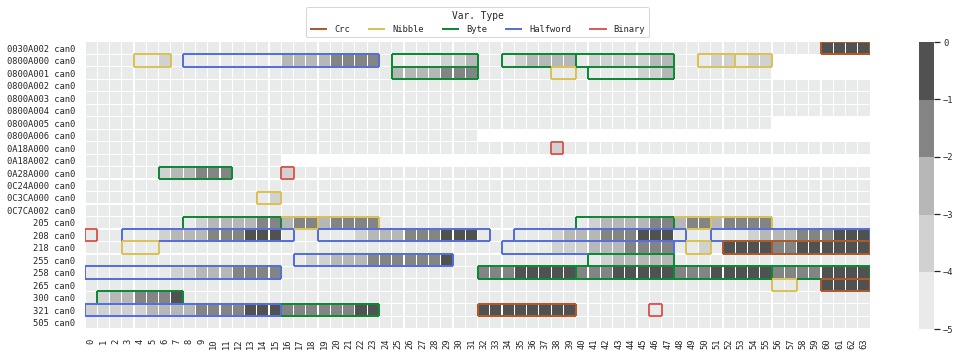 Var. Type
Crc Nibble Byte Halfword Binary
0030A002 can0
0800A000 can0
0800A001 can0
0800A002 can0
0800A003 can0
0800A004 can0
0800A005 can0
0800A006 can0
0A18A000 can0
0A18A002 can0
0A28A000 can0
0C24A000 can0
0C3CA000 can0
0C7CA002 can0
205 can0
208 can0
218 can0
255 can0
258 can0
265 can0
300 can0
321 can0
505 can0
0 1 2 3 4 5 6 7 8 9 10 11 12 13 14 15 16 17 18 19 20 21 22 23 24 25 26 27 28 29 30 31 32 33 34 35 36 37 38 39 40 41 42 43 44 45 46 47 48 49 50 51 52 53 54 55 56 57 58 59 60 61 62 63
0
−1
−2
−3
−4
−5